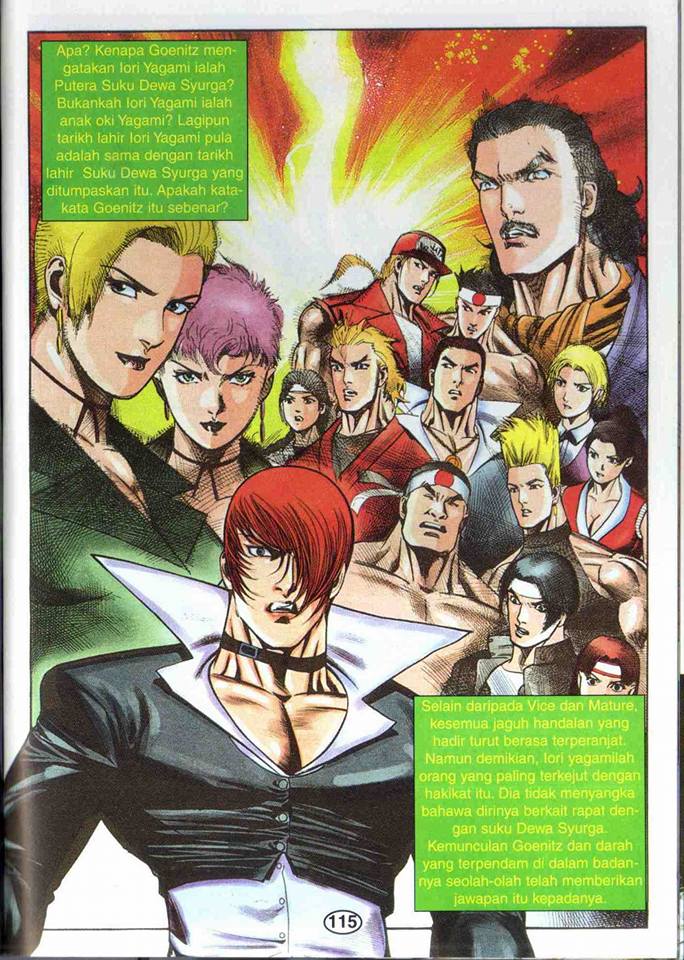 Apa? Kenapa Goenitz men-
gatakan Iori Yagami ialah
Putera Suku Dewa Syurga?
Bukankah Iori Yagami ialah
anak oki Yagami? Lagipun
tarikh lahir Iori Yagami pula
adalah sama dengan tarikh
lahir Suku Dewa Syurga yang
ditumpaskan itu. Apakah kata-
kata Goenitz itu sebenar?
Selain daripada Vice dan Mature,
kesemua jaguh handalan yang
hadir turut berasa terperanjat.
Namun demikian, Iori yagamilah
orang yang paling terkejut dengan
hakikat itu. Dia tidak menyangka
bahawa dirinya berkait rapat den-
gan suku Dewa Syurga.
Kemunculan Goenitz dan darah
yang terpendam di dalam badan-
nya seolah-olah telah memberikan
jawapan itu kepadanya.
115